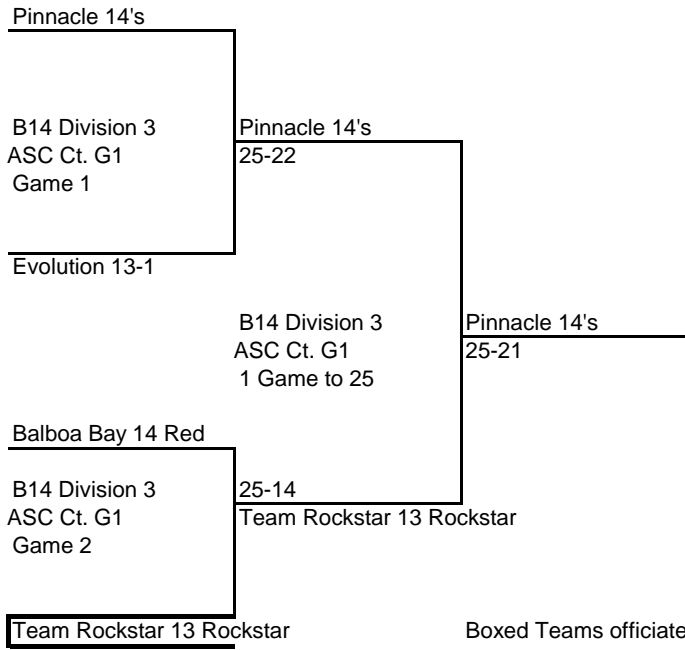 Pinnacle 14's
B14 Division 3
ASC Ct. G1
Game 1
Pinnacle 14's
25-22
Evolution 13-1
B14 Division 3
ASC Ct. G1
1 Game to 25
Pinnacle 14's
25-21
Balboa Bay 14 Red
B14 Division 3
ASC Ct. G1
Game 2
25-14
Team Rockstar 13 Rockstar
Team Rockstar 13 Rockstar
Boxed Teams officiate